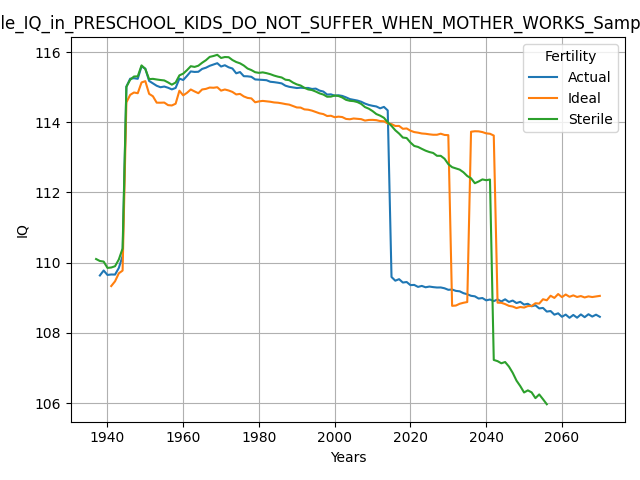 le_IQ_in_PRESCHOOL_KIDS_DO_NOT_SUFFER_WHEN_MOTHER_WORKS_Samp
116
114
112
110
108
106
IQ
Fertility
Actual
Ideal
Sterile
1940
1960
1980
2000
2020
2040
2060
Years